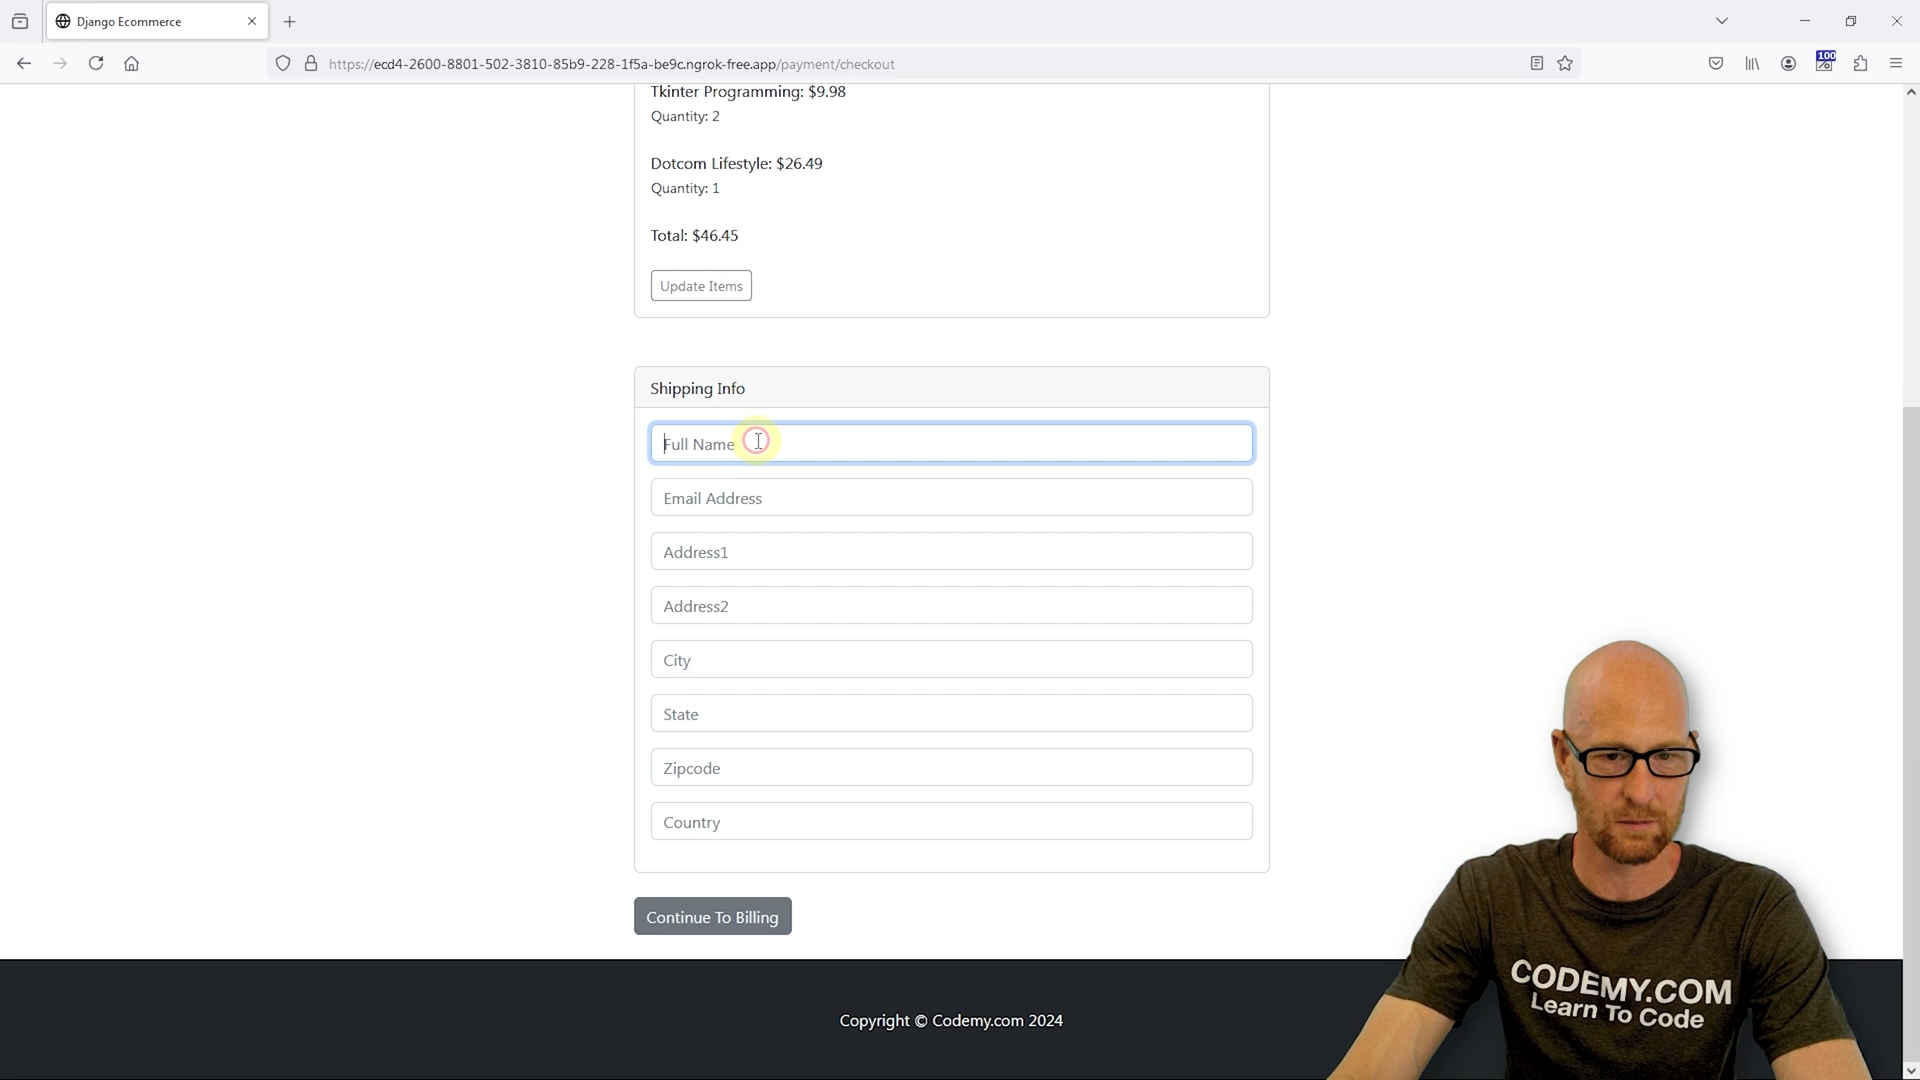 Django Ecommerce
https://ecd4-2600-8801-502-3810-85b9-228-1f5a-be9c.ngrok-free.app/payment/checkout
100
Tkinter Programming: $9.98
Quantity: 2
Dotcom Lifestyle: $26.49
Quantity: 1
Total: $46.45
Update Items
Shipping Info
Full Name
Email Address
Address1
Address2
City
State
Zipcode
Country
Continue To Billing
Copyright © Codemy.com 2024
CODEMY.COM
Learn To Code